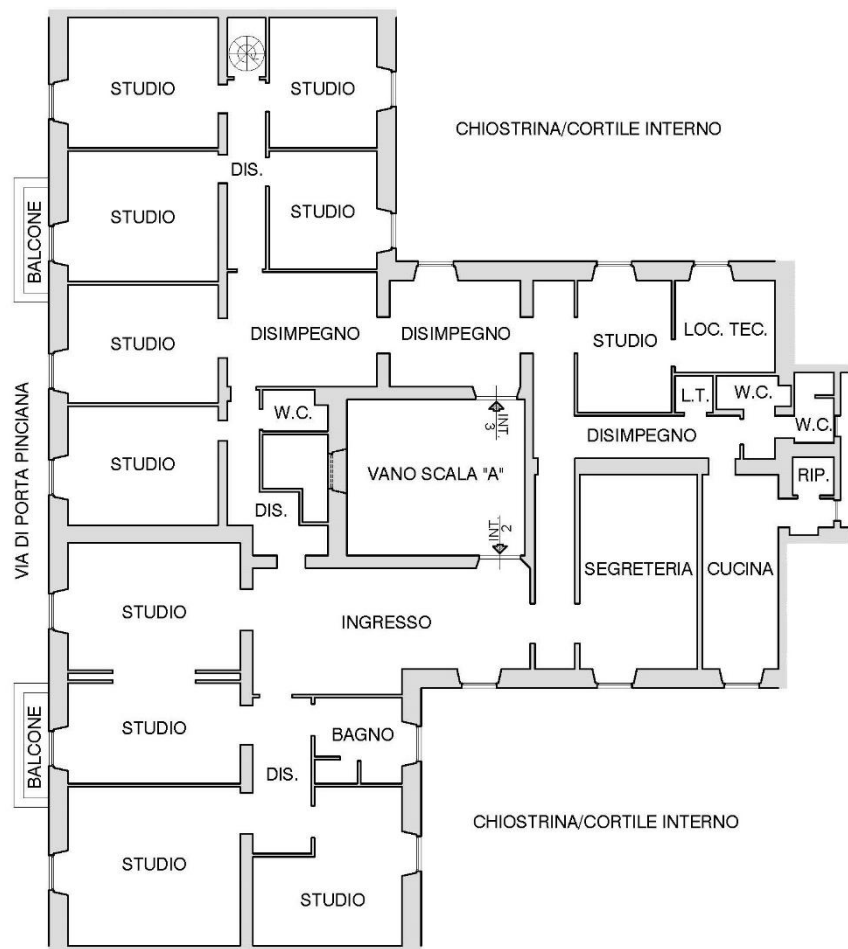 STUDIO
STUDIO
CHIOSTRINA/CORTILE INTERNO
DIS.
BALCONE
STUDIO
STUDIO
DISIMPEGNO
DISIMPEGNO
STUDIO
LOC. TEC.
STUDIO
VIA DI PORTA PINCIANA
W.C.
L.T.
W.C.
W.C.
INT.
3
DISIMPEGNO
STUDIO
VANO SCALA "A"
RIP.
DIS.
INT.
2
SEGRETERIA
CUCINA
STUDIO
INGRESSO
BALCONE
STUDIO
BAGNO
DIS.
CHIOSTRINA/CORTILE INTERNO
STUDIO
STUDIO